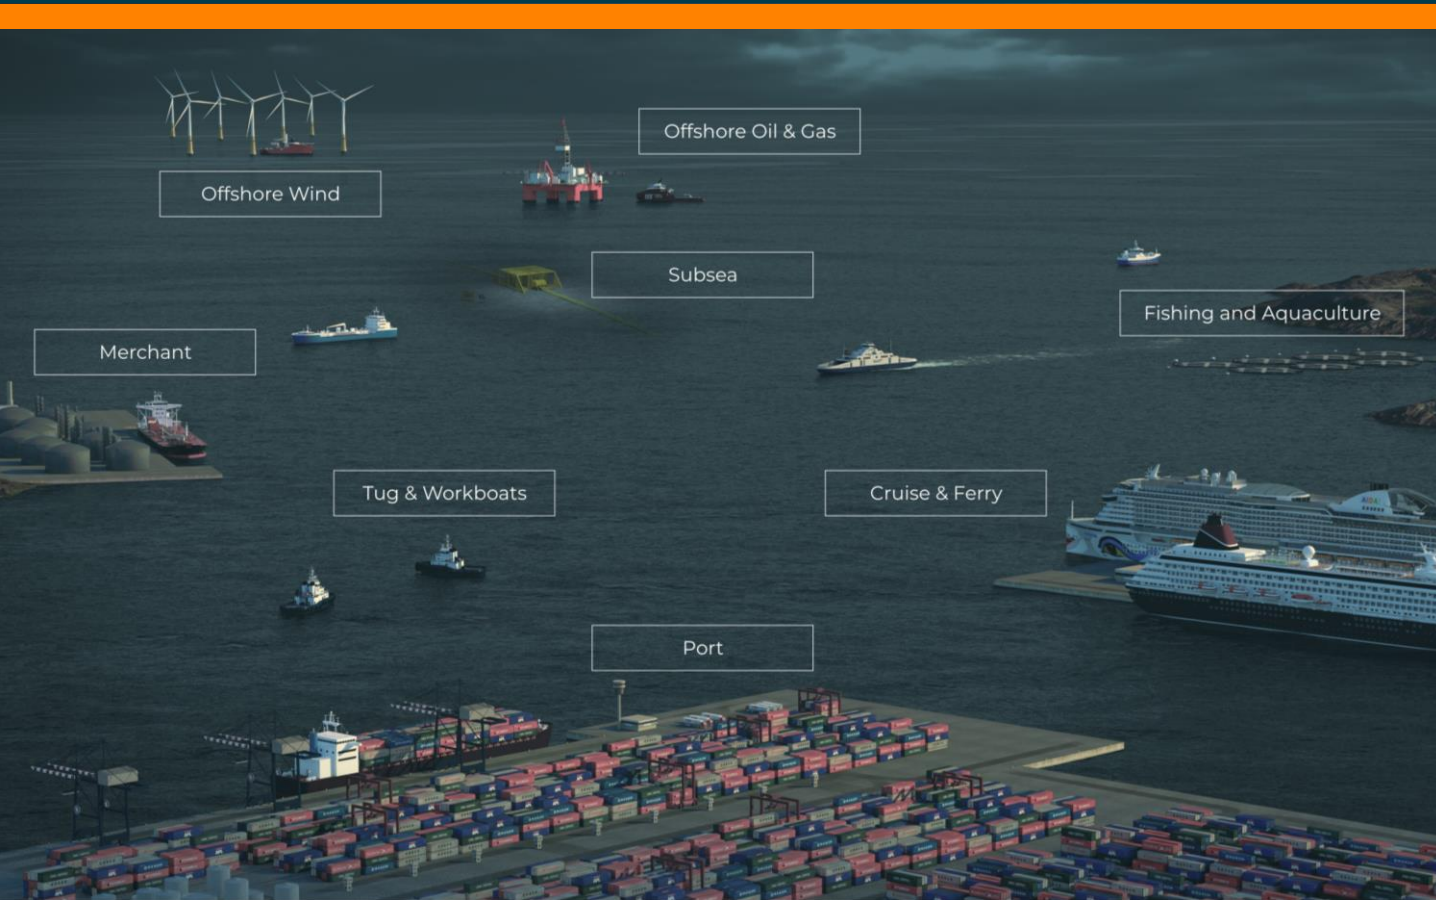 Offshore Oil & Gas
Offshore Wind
Subsea
Fishing and Aquaculture
Merchant
Tug & Workboats
Cruise & Ferry
Port